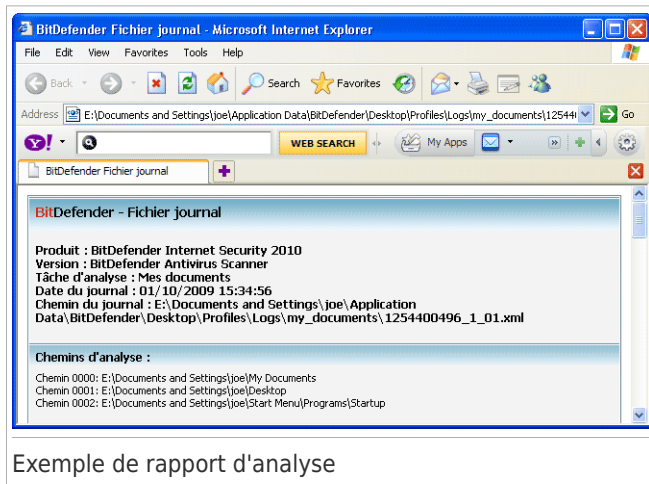 BitDefender Fichier journal - Microsoft Internet Explorer
File Edit View Favorites Tools Help
Back Search Favorites
Address E:\Documents and Settings\joe\Application Data\BitDefender\Desktop\Profiles\Logs\my_documents\12544 Go
Y! WEB SEARCH My Apps
BitDefender Fichier journal
BitDefender - Fichier journal
Produit : BitDefender Internet Security 2010
Version : BitDefender Antivirus Scanner
Tâche d'analyse : Mes documents
Date du journal : 01/10/2009 15:34:56
Chemin du journal : E:\Documents and Settings\joe\Application
Data\BitDefender\Desktop\Profiles\Logs\my_documents\1254400496_1_01.xml
Chemins d'analyse :
Chemin 0000: E:\Documents and Settings\joe\My Documents
Chemin 0001: E:\Documents and Settings\joe\Desktop
Chemin 0002: E:\Documents and Settings\joe\Start Menu\Programs\Startup
Exemple de rapport d'analyse